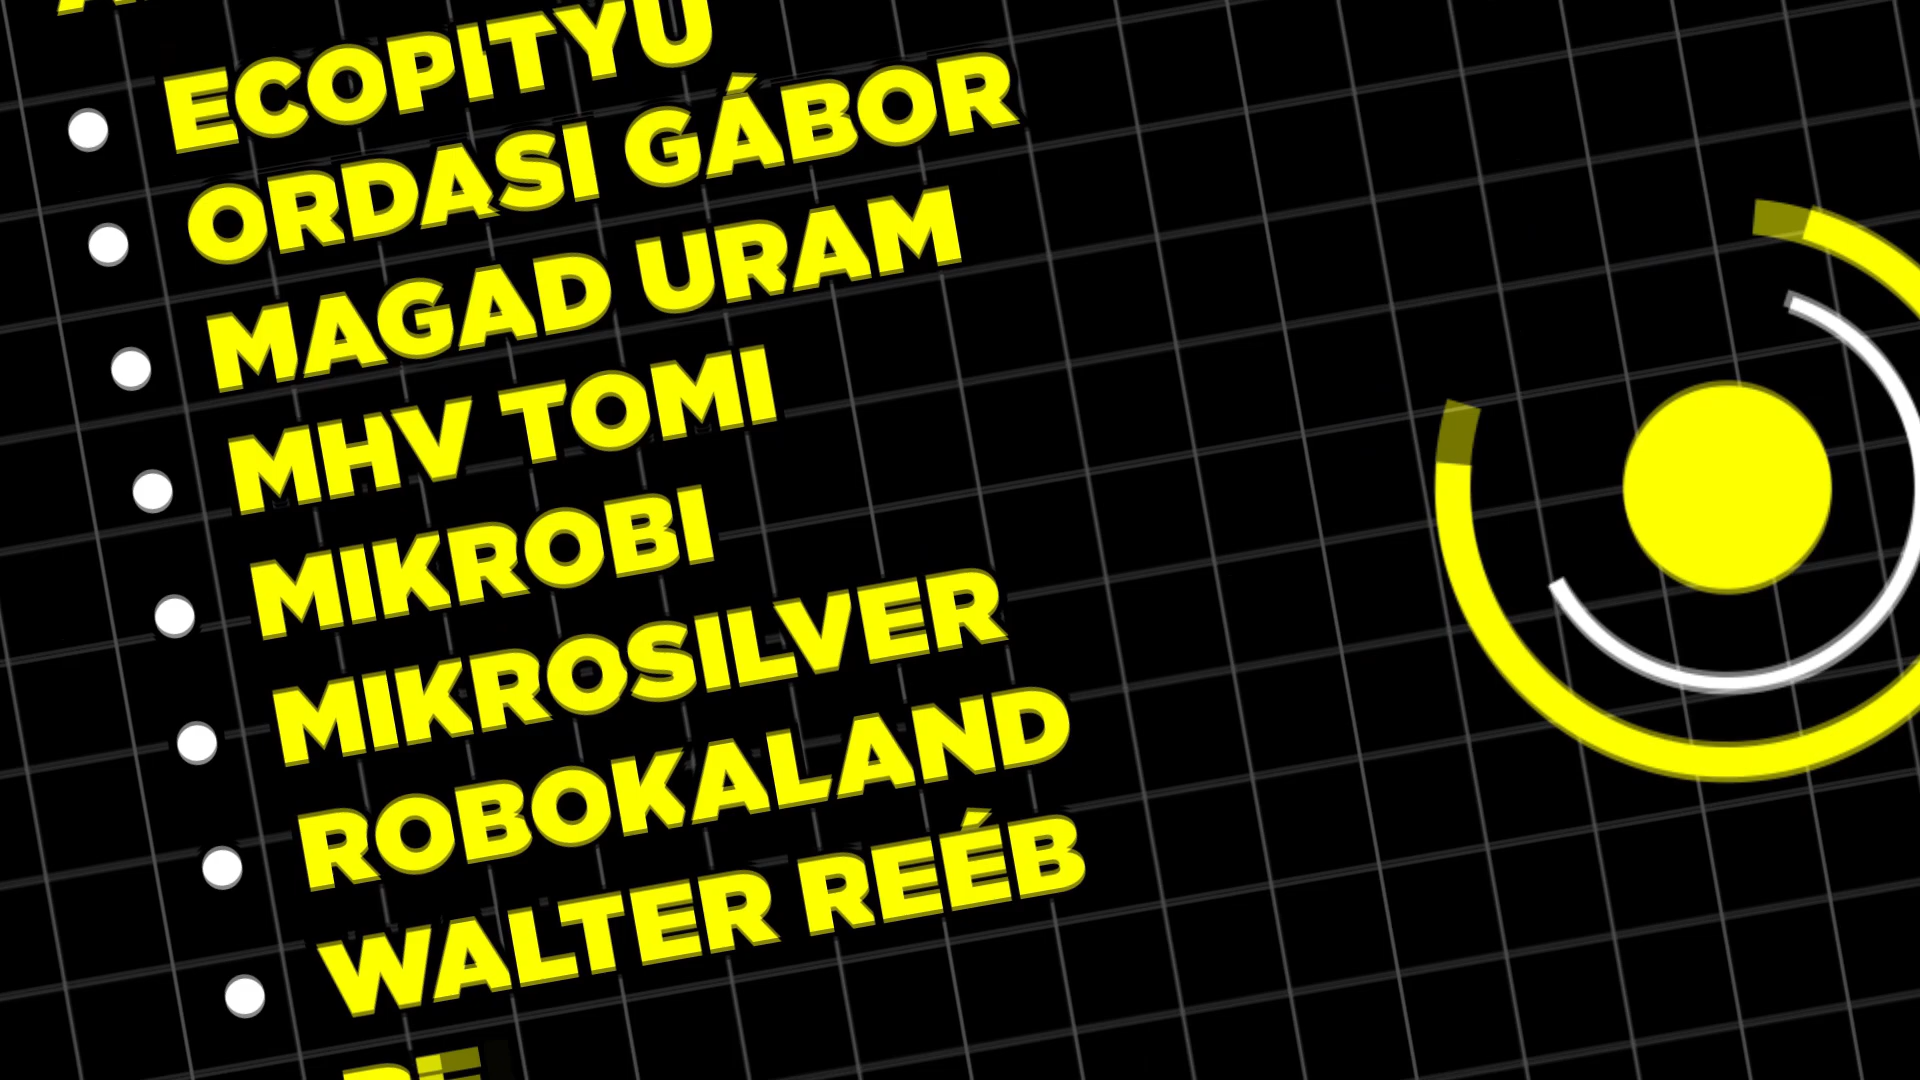 ECOPITYU
ORDASI GÁBOR
MAGAD URAM
MHV TOMI
MIKROBI
MIKROSILVER
ROBOKALAND
WALTER REÉB